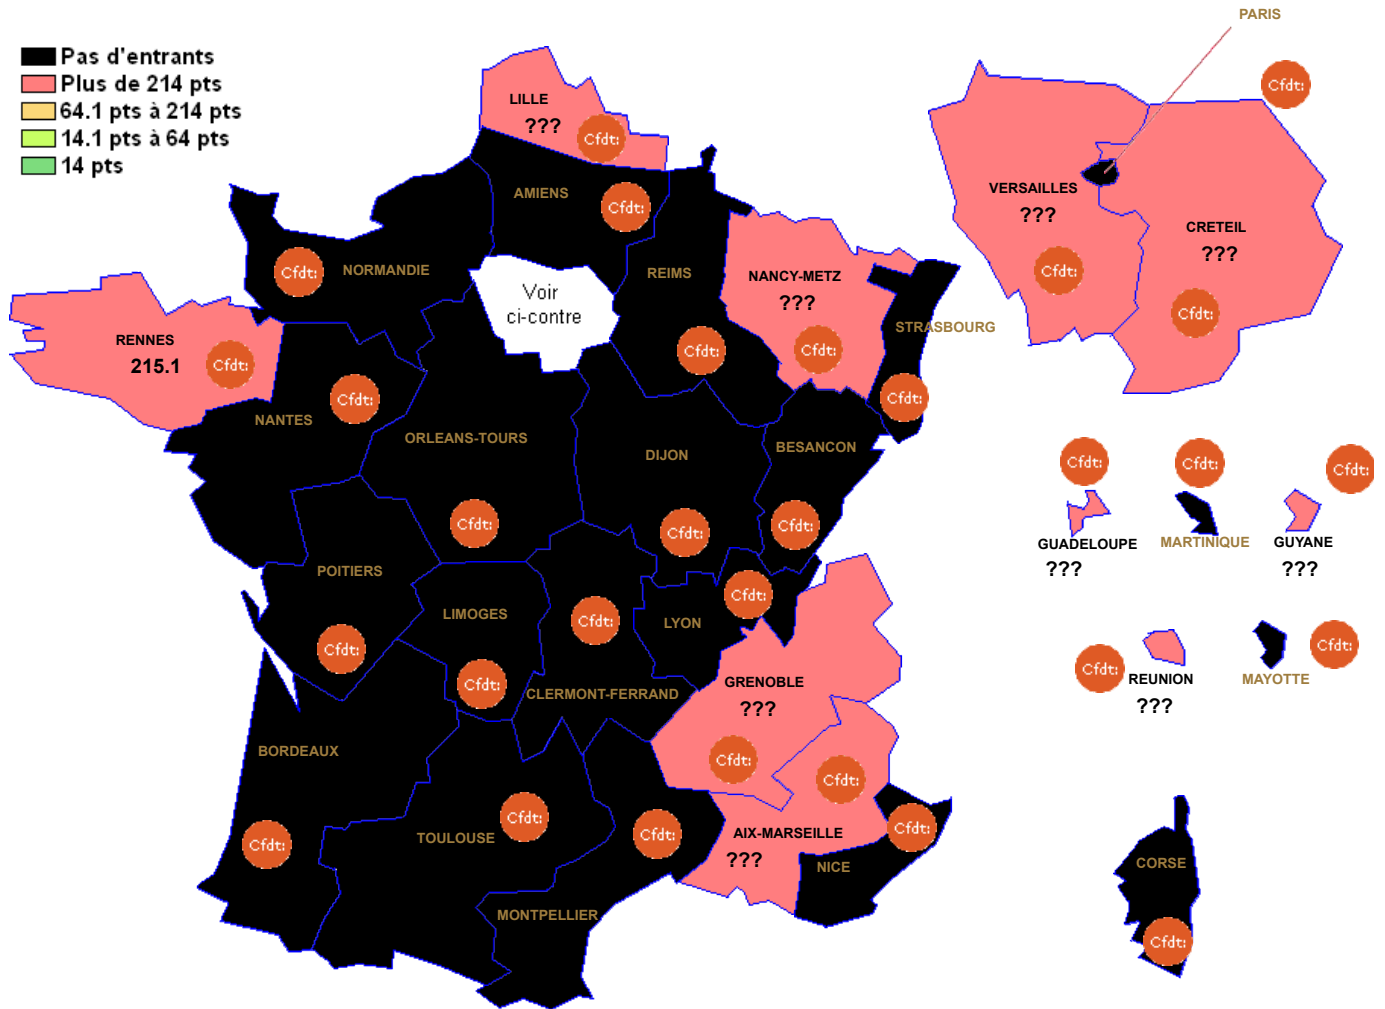 PARIS
Pas d'entrants
Plus de 214 pts
64.1 pts à 214 pts
14.1 pts à 64 pts
14 pts
Cfdt:
LILLE
???
Cfdt:
AMIENS
Cfdt:
VERSAILLES
???
Cfdt:
CRETEIL
???
Cfdt:
NORMANDIE
Cfdt:
Voir
ci-contre
REIMS
Cfdt:
NANCY-METZ
???
Cfdt:
STRASBOURG
Cfdt:
RENNES
215.1
Cfdt:
NANTES
Cfdt:
ORLEANS-TOURS
Cfdt:
DIJON
Cfdt:
BESANCON
Cfdt:
Cfdt:
GUADELOUPE
???
Cfdt:
MARTINIQUE
Cfdt:
GUYANE
???
POITIERS
Cfdt:
LIMOGES
Cfdt:
Cfdt:
CLERMONT-FERRAND
LYON
Cfdt:
GRENOBLE
???
Cfdt:
Cfdt:
REUNION
???
MAYOTTE
Cfdt:
BORDEAUX
Cfdt:
TOULOUSE
Cfdt:
MONTPELLIER
Cfdt:
AIX-MARSEILLE
???
Cfdt:
NICE
Cfdt:
CORSE
Cfdt: